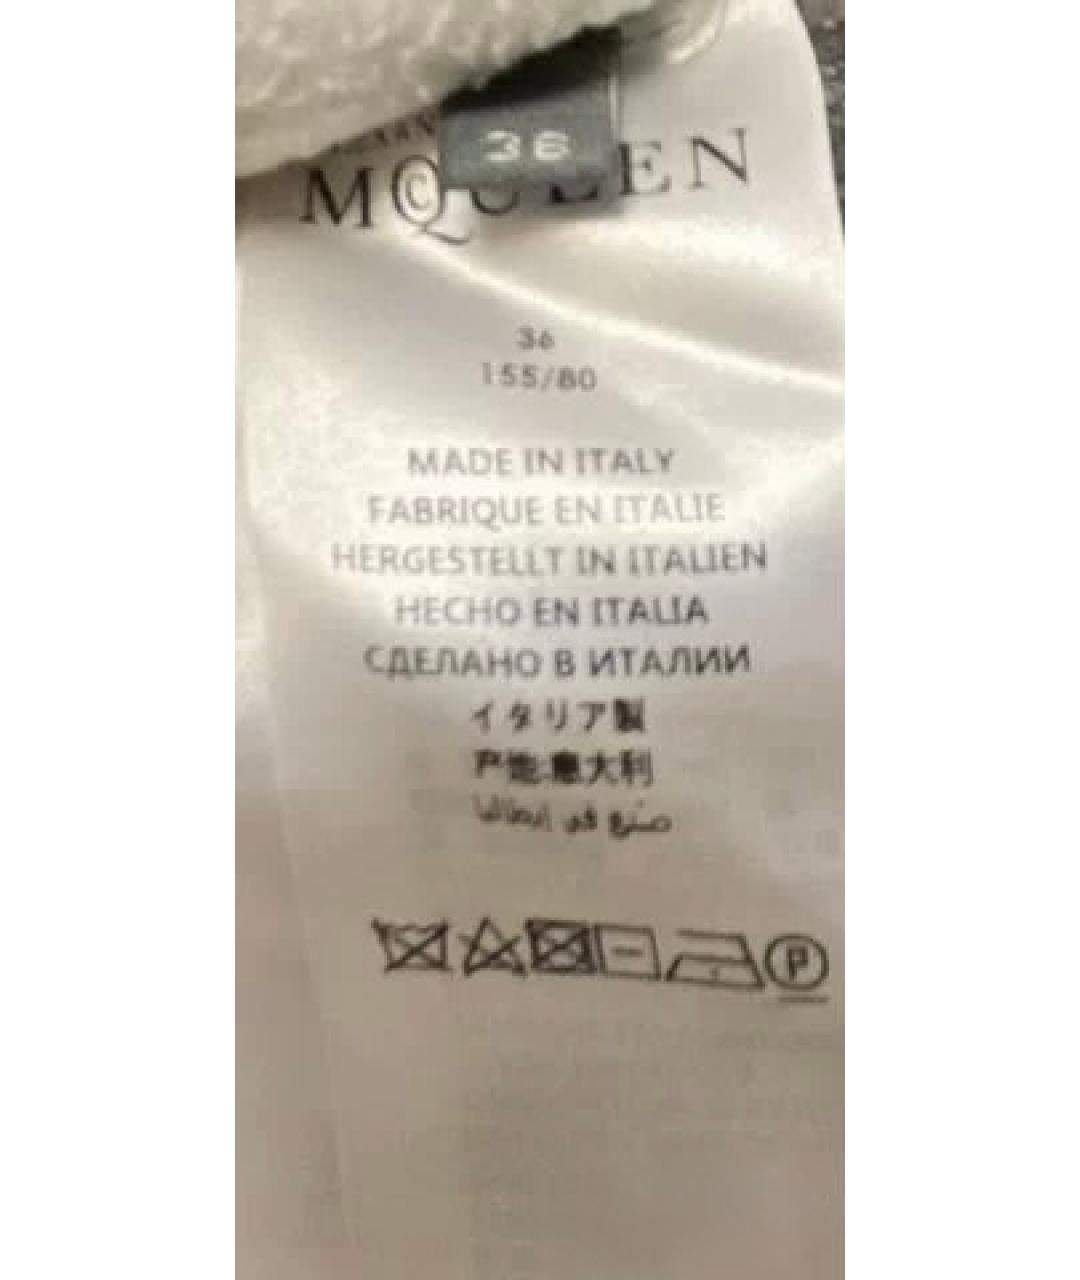 36
MCQUEEN
36
155/80
MADE IN ITALY
FABRIQUE EN ITALIE
HERGESTELLT IN ITALIEN
HECHO EN ITALIA
СДЕЛАНО В ИТАЛИИ
イタリア製
产地:意大利
صنع في ايطاليا
P